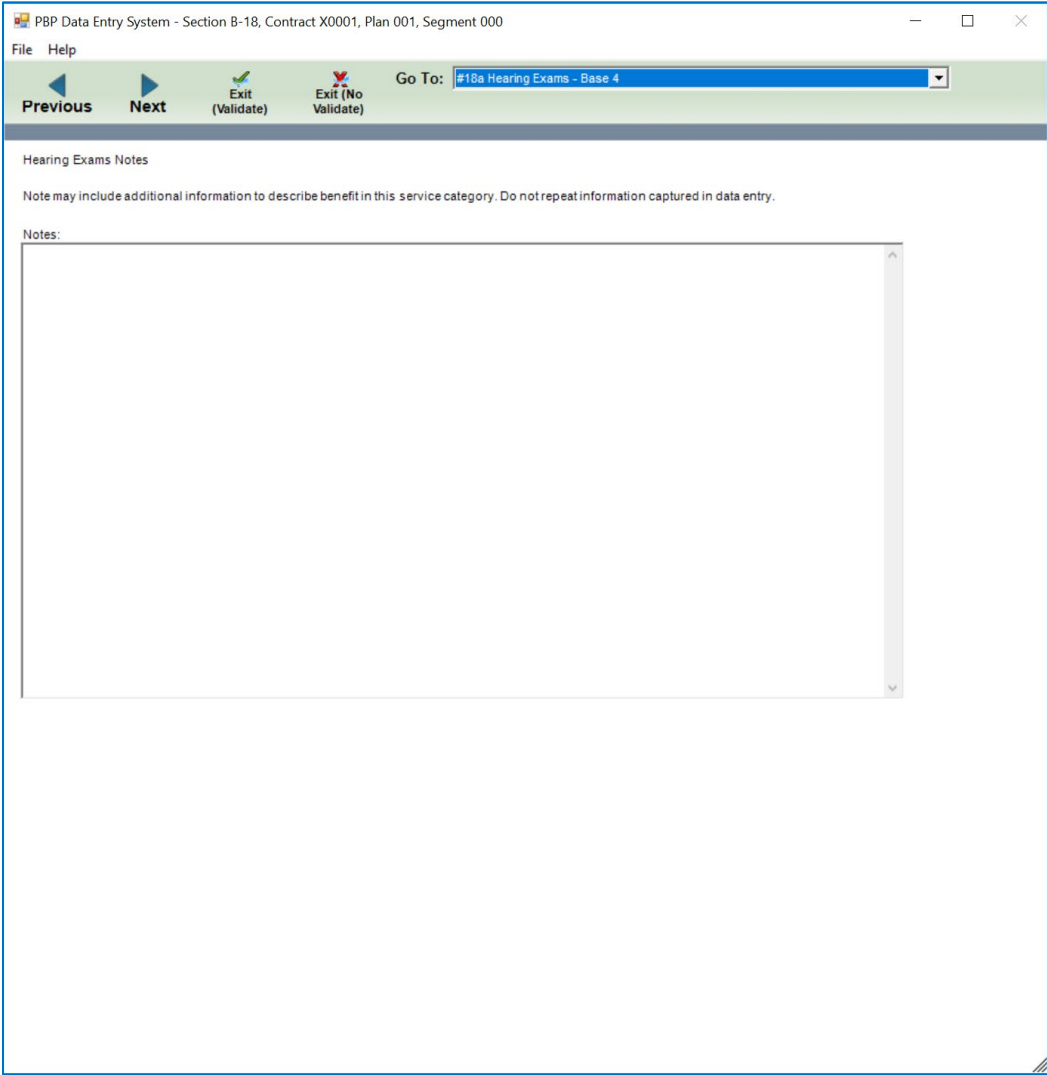 PBP Data Entry System - Section B-18, Contract X0001, Plan 001, Segment 000
File Help
Previous
Next
Exit
(Validate)
Exit (No
Validate)
Go To:
#18a Hearing Exams - Base 4
Hearing Exams Notes
Note may include additional information to describe benefit in this service category. Do not repeat information captured in data entry.
Notes: